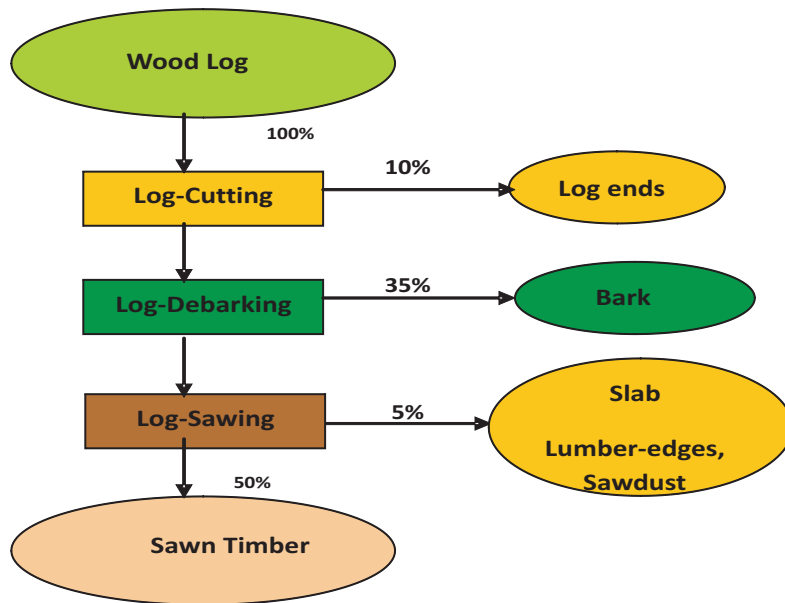 Wood Log
100%
Log-Cutting
10%
Log ends
Log-Debarking
35%
Bark
Log-Sawing
5%
Slab
Lumber-edges,
Sawdust
50%
Sawn Timber